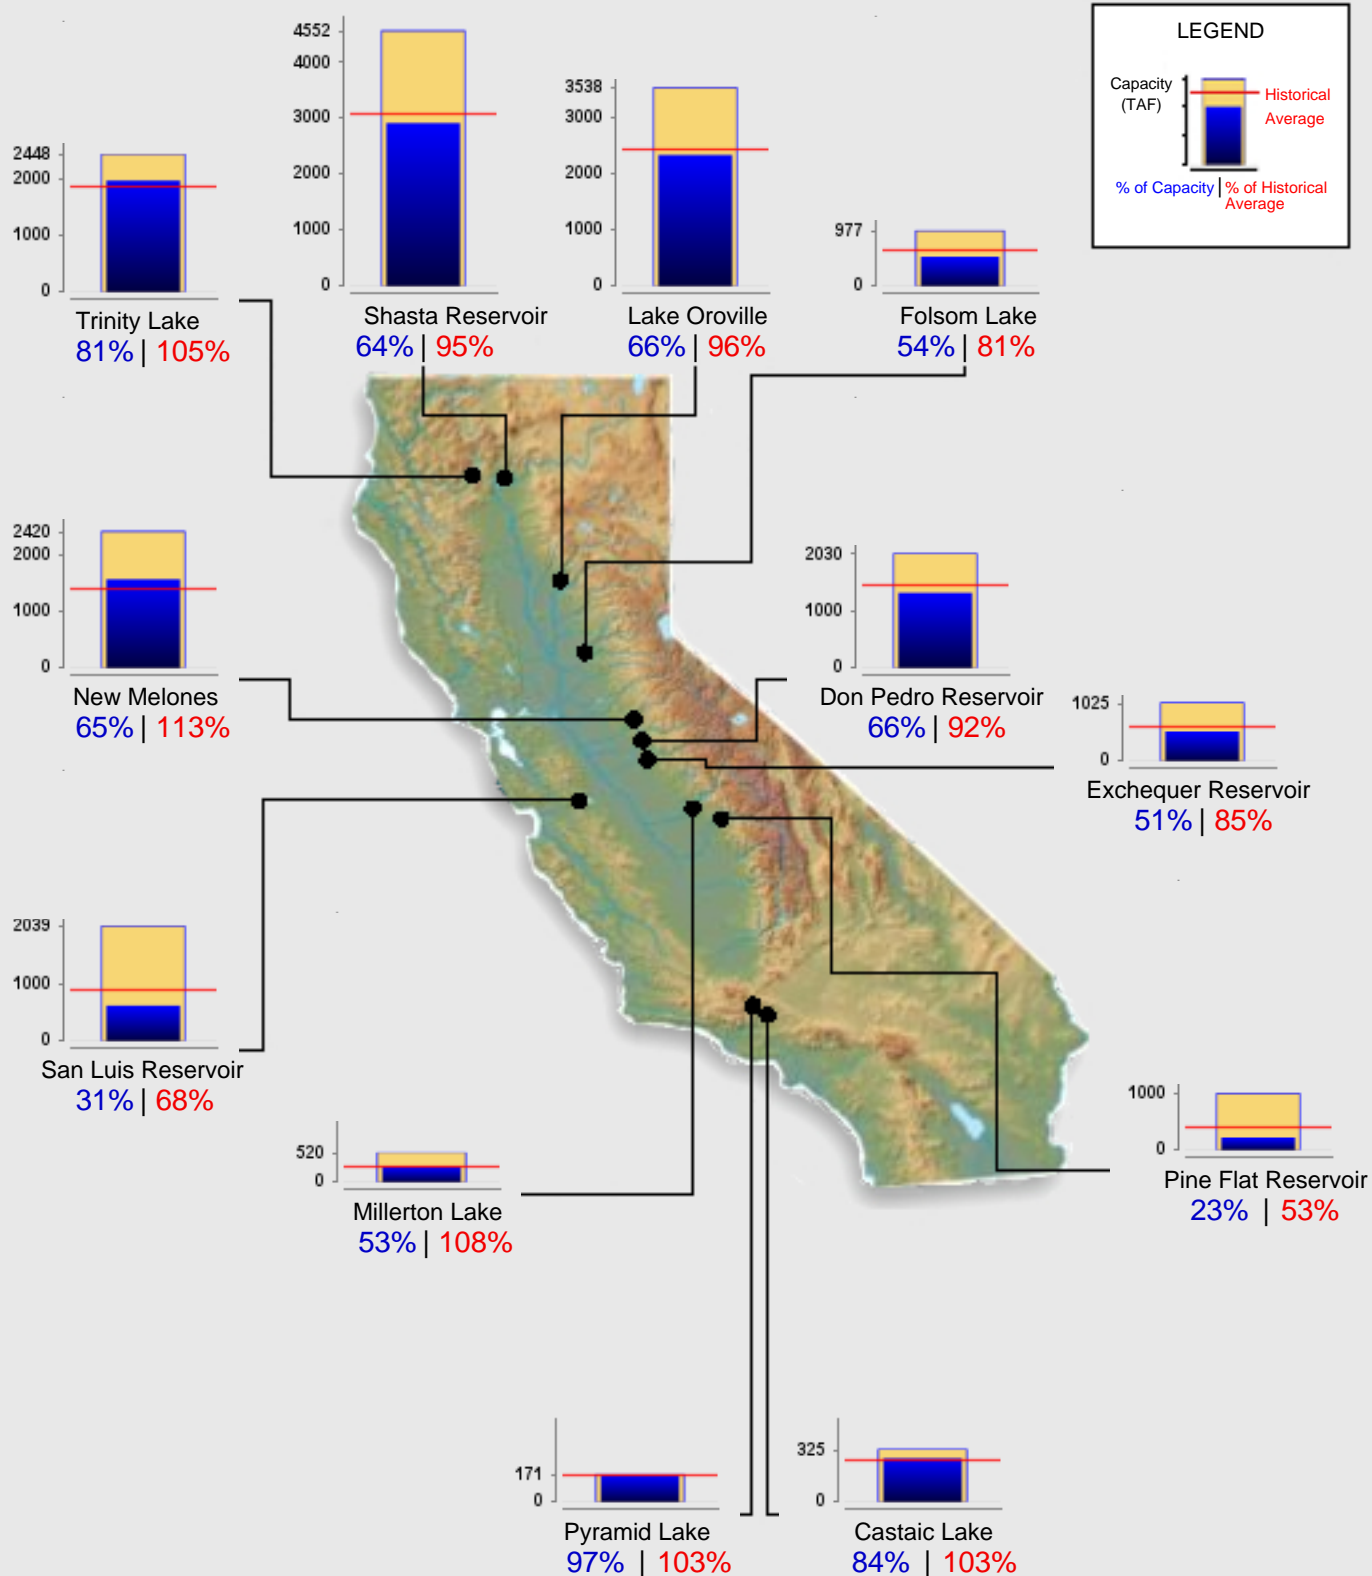 LEGEND
Capacity
(TAF)
Historical
Average
% of Capacity | % of Historical
Average
4552
4000
3000
2000
1000
0
Shasta Reservoir
64% | 95%
3538
3000
2000
1000
0
Lake Oroville
66% | 96%
2448
2000
1000
0
Trinity Lake
81% | 105%
977
0
Folsom Lake
54% | 81%
2420
2000
1000
0
New Melones
65% | 113%
2030
1000
0
Don Pedro Reservoir
66% | 92%
1025
0
Exchequer Reservoir
51% | 85%
2039
1000
0
San Luis Reservoir
31% | 68%
520
0
Millerton Lake
53% | 108%
1000
0
Pine Flat Reservoir
23% | 53%
171
0
Pyramid Lake
97% | 103%
325
0
Castaic Lake
84% | 103%